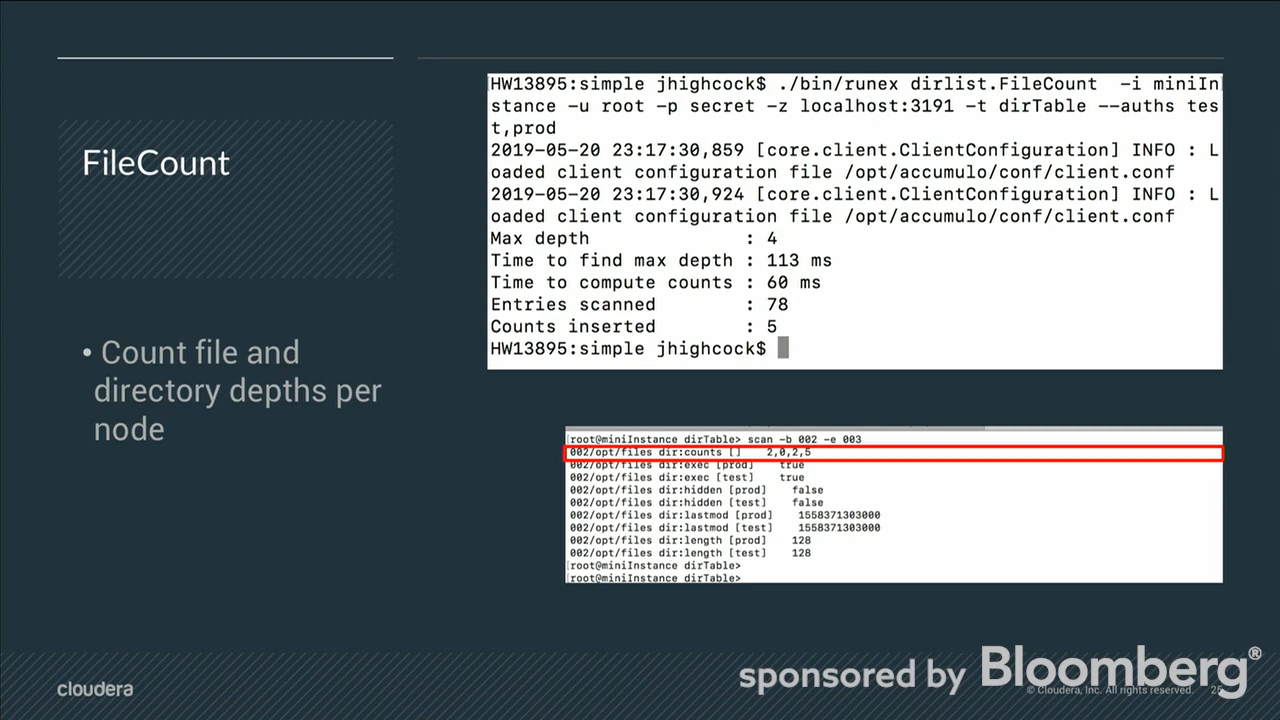 FileCount
• Count file and
directory depths per
node
HW13895:simple jhighcock$ ./bin/runex dirlist.FileCount  -i miniIn
stance -u root -p secret -z localhost:3191 -t dirTable --auths tes
t,prod
2019-05-20 23:17:30,859 [core.client.ClientConfiguration] INFO : L
oaded client configuration file /opt/accumulo/conf/client.conf
2019-05-20 23:17:30,924 [core.client.ClientConfiguration] INFO : L
oaded client configuration file /opt/accumulo/conf/client.conf
Max depth              : 4
Time to find max depth : 113 ms
Time to compute counts : 60 ms
Entries scanned        : 78
Counts inserted        : 5
HW13895:simple jhighcock$
[root@miniInstance dirTable> scan -b 002 -e 003
002/opt/files dir:counts []    2,0,2,5
002/opt/files dir:exec [prod]    true
002/opt/files dir:exec [test]    true
002/opt/files dir:hidden [prod]    false
002/opt/files dir:hidden [test]    false
002/opt/files dir:lastmod [prod]    1558371303000
002/opt/files dir:lastmod [test]    1558371303000
002/opt/files dir:length [prod]    128
002/opt/files dir:length [test]    128
[root@miniInstance dirTable>
[root@miniInstance dirTable>
cloudera
sponsored by Bloomberg®
© Cloudera, Inc. All rights reserved.